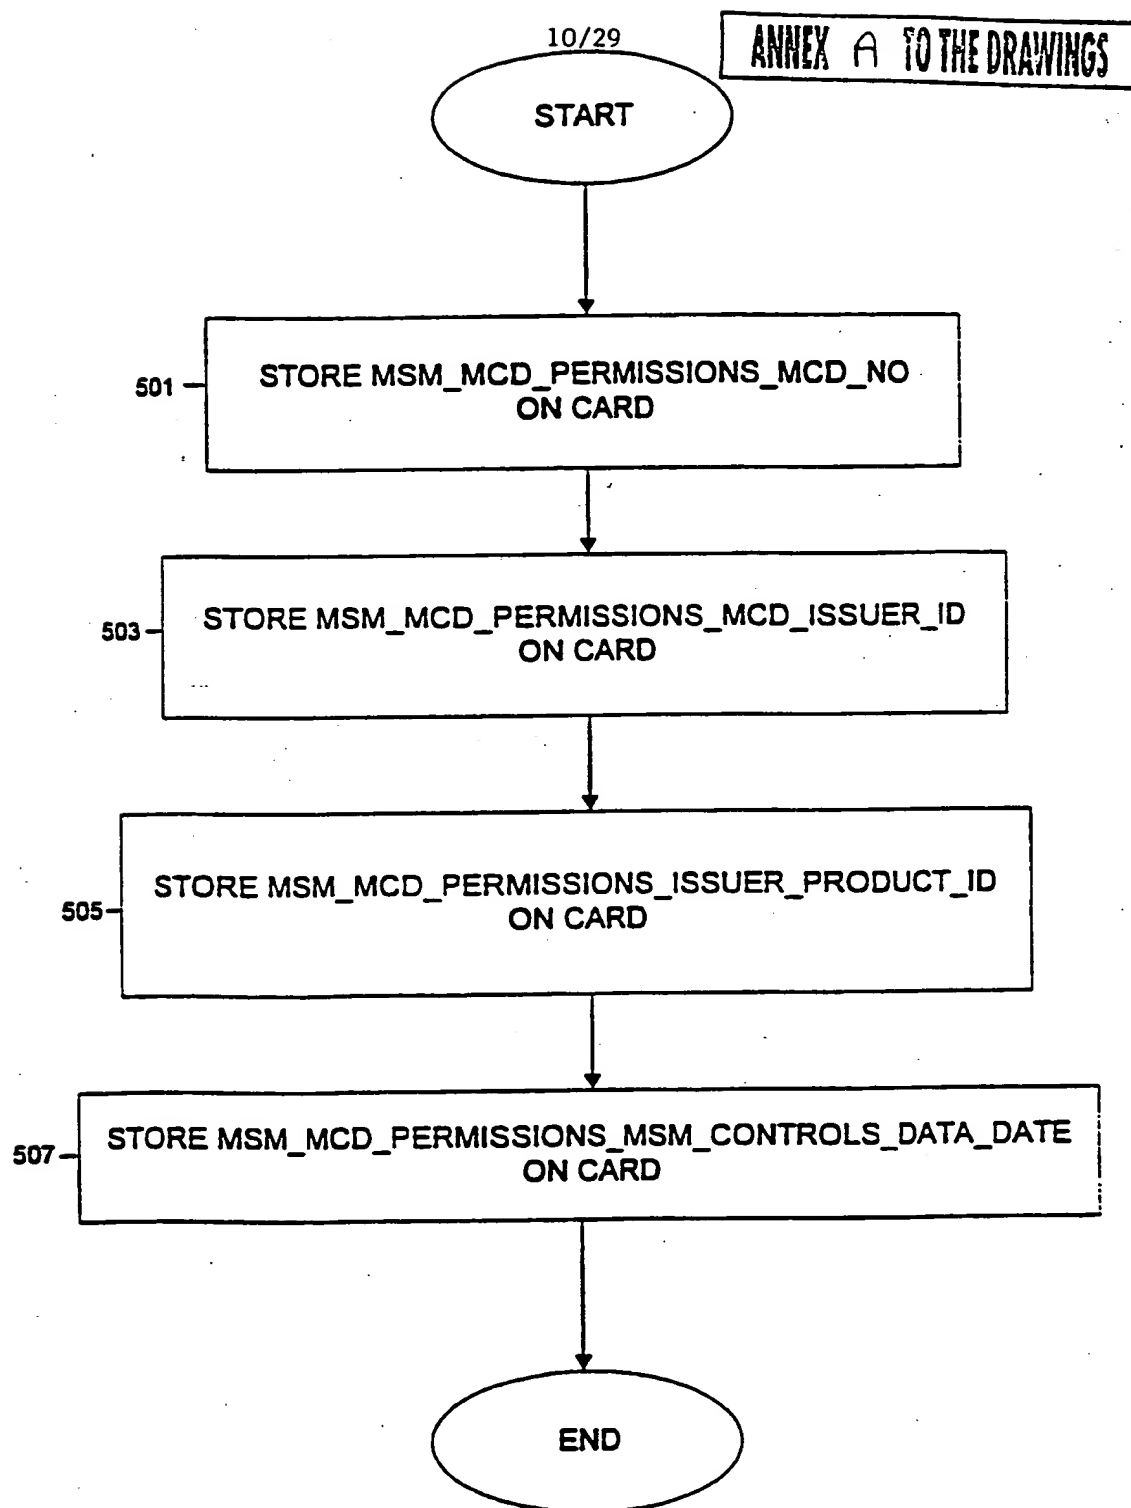 10/29
ANNEX A TO THE DRAWINGS
START
501
STORE MSM_MCD_PERMISSIONS_MCD_NO
ON CARD
503
STORE MSM_MCD_PERMISSIONS_MCD_ISSUER_ID
ON CARD
505
STORE MSM_MCD_PERMISSIONS_ISSUER_PRODUCT_ID
ON CARD
507
STORE MSM_MCD_PERMISSIONS_MSM_CONTROLS_DATA_DATE
ON CARD
END